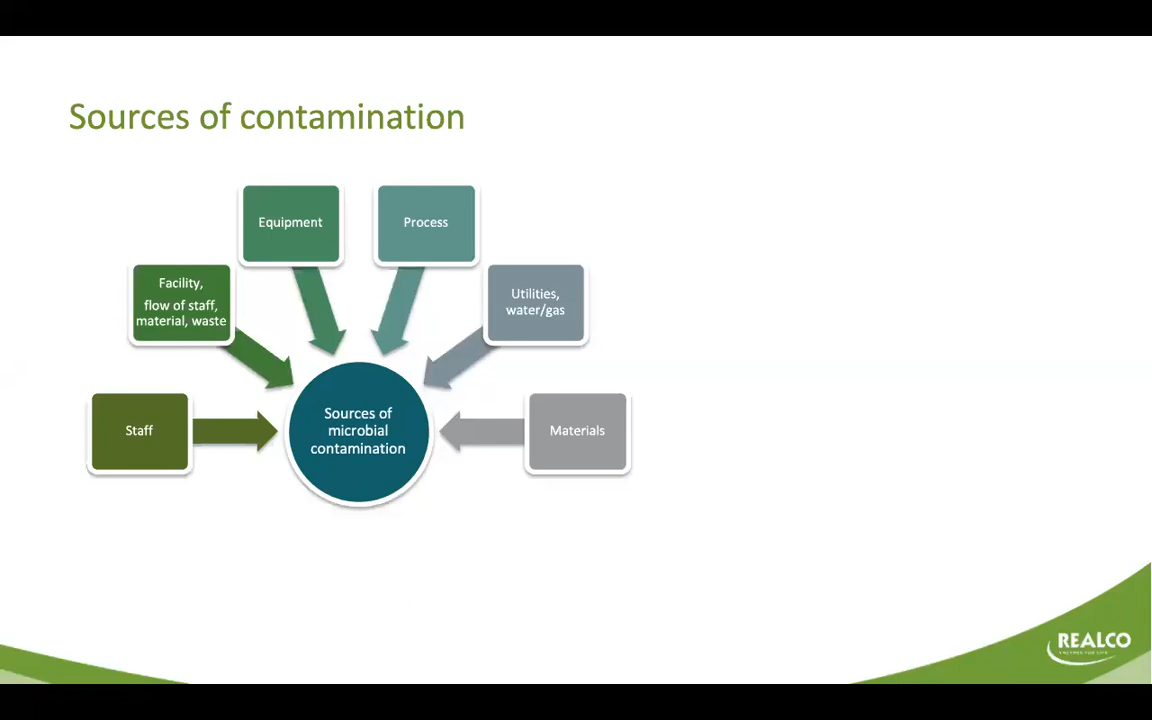 Sources of contamination
Equipment
Process
Facility,
flow of staff,
material, waste
Utilities,
water/gas
Staff
Sources of
microbial
contamination
Materials
REALCO